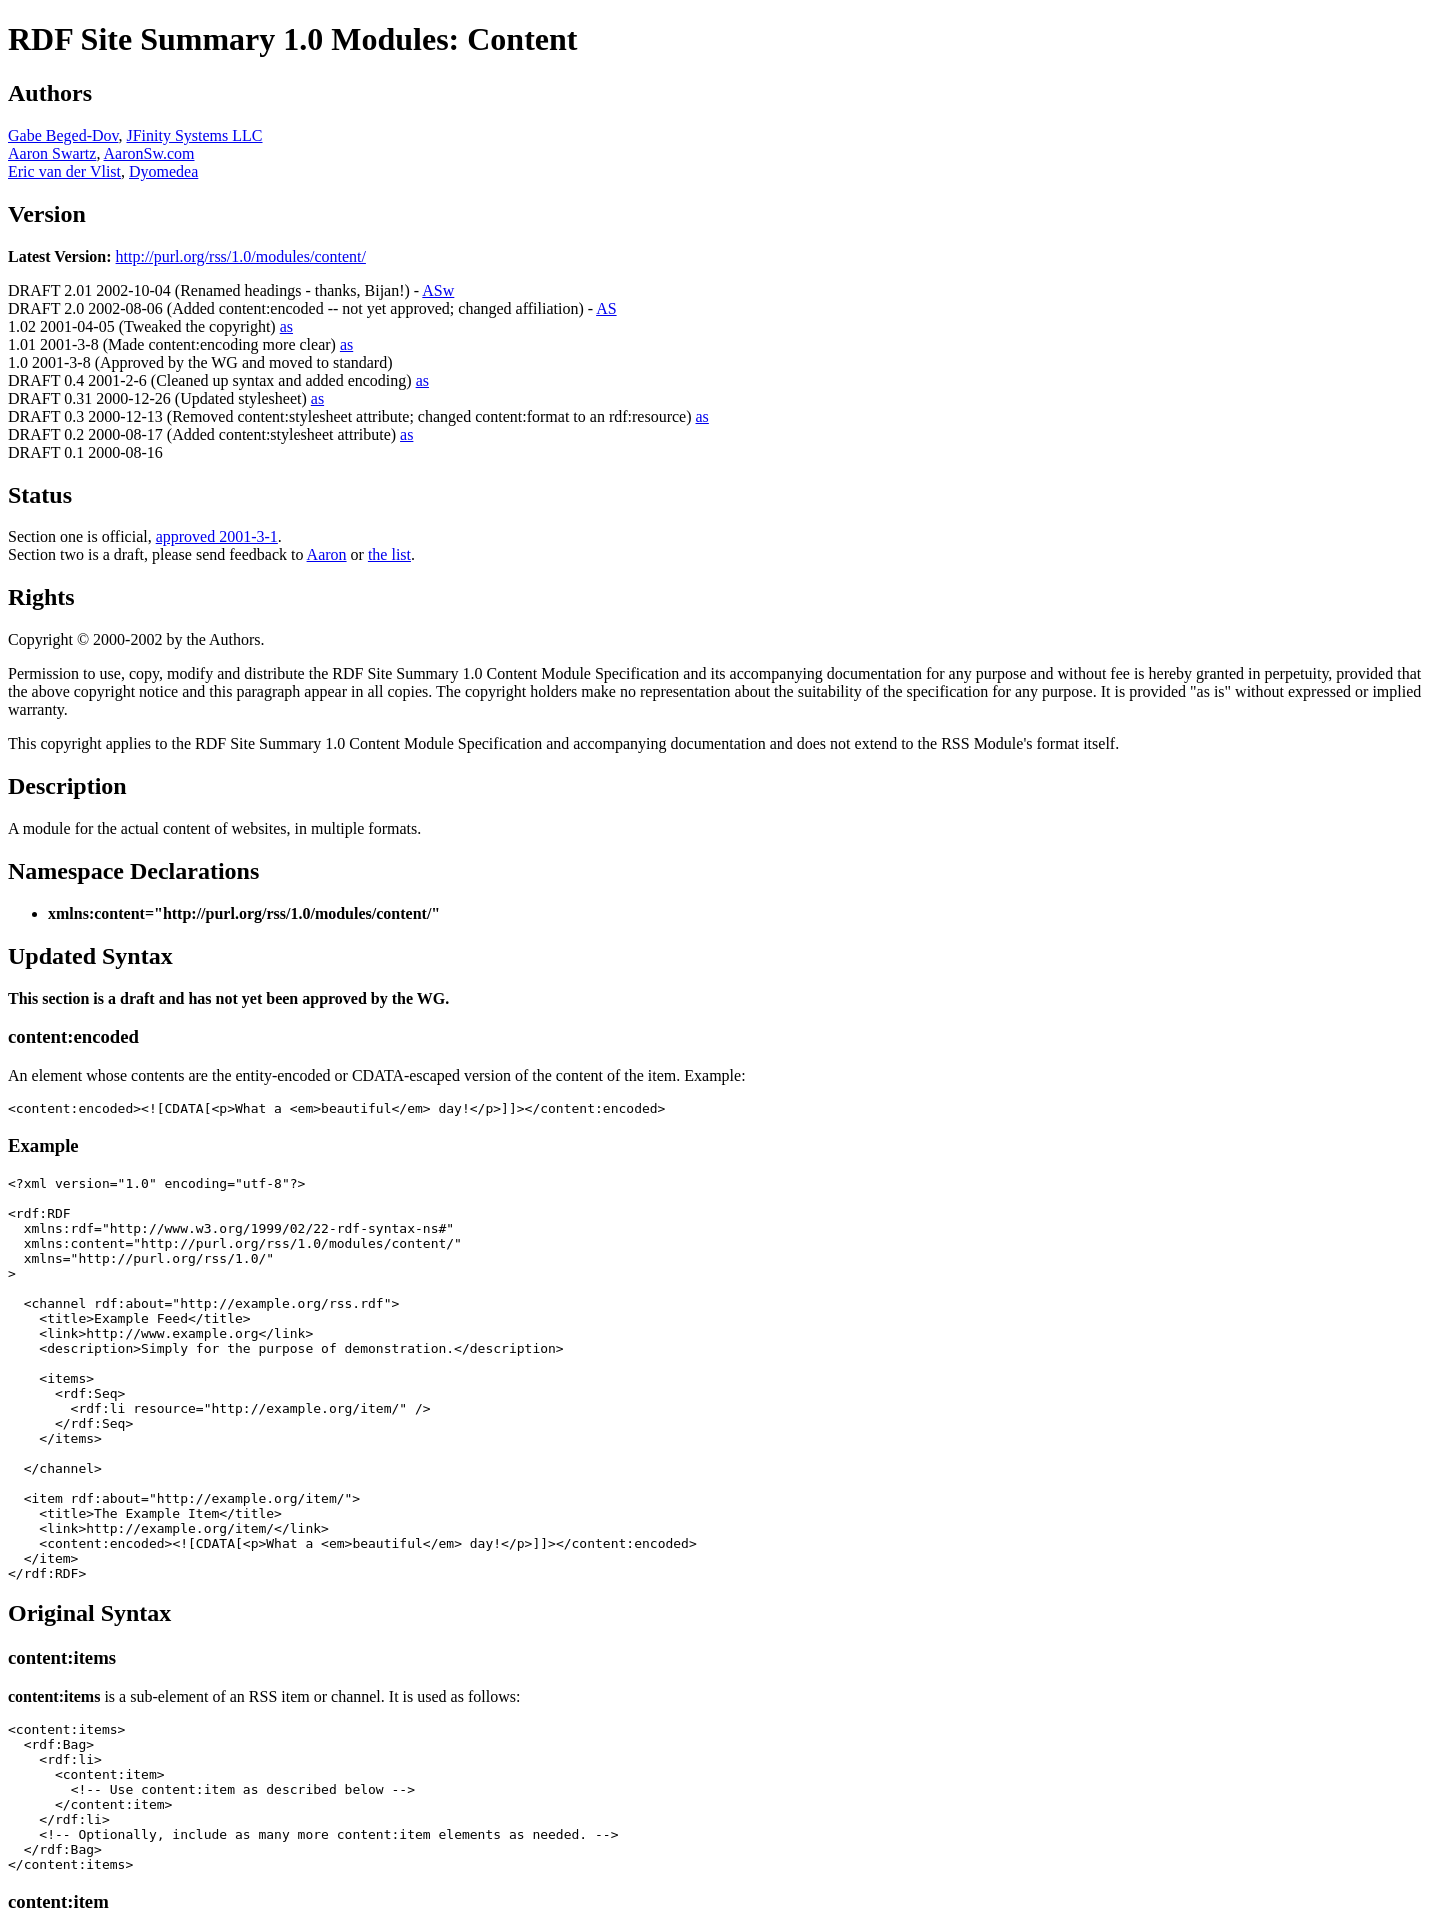 RDF Site Summary 1.0 Modules: Content
Authors
Gabe Beged-Dov, JFinity Systems LLC
Aaron Swartz, AaronSw.com
Eric van der Vlist, Dyomedea
Version
Latest Version: http://purl.org/rss/1.0/modules/content/
DRAFT 2.01 2002-10-04 (Renamed headings - thanks, Bijan!) - ASw
DRAFT 2.0 2002-08-06 (Added content:encoded -- not yet approved; changed affiliation) - AS
1.02 2001-04-05 (Tweaked the copyright) as
1.01 2001-3-8 (Made content:encoding more clear) as
1.0 2001-3-8 (Approved by the WG and moved to standard)
DRAFT 0.4 2001-2-6 (Cleaned up syntax and added encoding) as
DRAFT 0.31 2000-12-26 (Updated stylesheet) as
DRAFT 0.3 2000-12-13 (Removed content:stylesheet attribute; changed content:format to an rdf:resource) as
DRAFT 0.2 2000-08-17 (Added content:stylesheet attribute) as
DRAFT 0.1 2000-08-16
Status
Section one is official, approved 2001-3-1.
Section two is a draft, please send feedback to Aaron or the list.
Rights
Copyright © 2000-2002 by the Authors.
Permission to use, copy, modify and distribute the RDF Site Summary 1.0 Content Module Specification and its accompanying documentation for any purpose and without fee is hereby granted in perpetuity, provided that
the above copyright notice and this paragraph appear in all copies. The copyright holders make no representation about the suitability of the specification for any purpose. It is provided "as is" without expressed or implied
warranty.
This copyright applies to the RDF Site Summary 1.0 Content Module Specification and accompanying documentation and does not extend to the RSS Module's format itself.
Description
A module for the actual content of websites, in multiple formats.
Namespace Declarations
• xmlns:content="http://purl.org/rss/1.0/modules/content/"
Updated Syntax
This section is a draft and has not yet been approved by the WG.
content:encoded
An element whose contents are the entity-encoded or CDATA-escaped version of the content of the item. Example:
<content:encoded><![CDATA[<p>What a <em>beautiful</em> day!</p>]]></content:encoded>
Example
<?xml version="1.0" encoding="utf-8"?>
<rdf:RDF
  xmlns:rdf="http://www.w3.org/1999/02/22-rdf-syntax-ns#"
  xmlns:content="http://purl.org/rss/1.0/modules/content/"
  xmlns="http://purl.org/rss/1.0/"
>
  <channel rdf:about="http://example.org/rss.rdf">
    <title>Example Feed</title>
    <link>http://www.example.org</link>
    <description>Simply for the purpose of demonstration.</description>
    <items>
      <rdf:Seq>
        <rdf:li resource="http://example.org/item/" />
      </rdf:Seq>
    </items>
  </channel>
  <item rdf:about="http://example.org/item/">
    <title>The Example Item</title>
    <link>http://example.org/item/</link>
    <content:encoded><![CDATA[<p>What a <em>beautiful</em> day!</p>]]></content:encoded>
  </item>
</rdf:RDF>
Original Syntax
content:items
content:items is a sub-element of an RSS item or channel. It is used as follows:
<content:items>
  <rdf:Bag>
    <rdf:li>
      <content:item>
        <!-- Use content:item as described below -->
      </content:item>
    </rdf:li>
    <!-- Optionally, include as many more content:item elements as needed. -->
  </rdf:Bag>
</content:items>
content:item